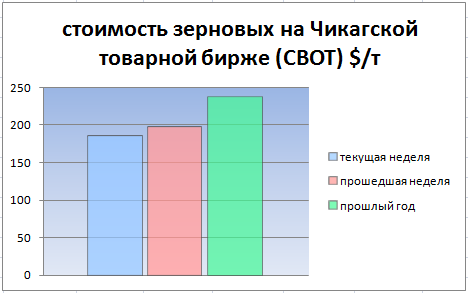 стоимость зерновых на Чикагской
товарной бирже (CBOT) $/т
250
200
150
100
50
0
текущая неделя
прошедшая неделя
прошлый год